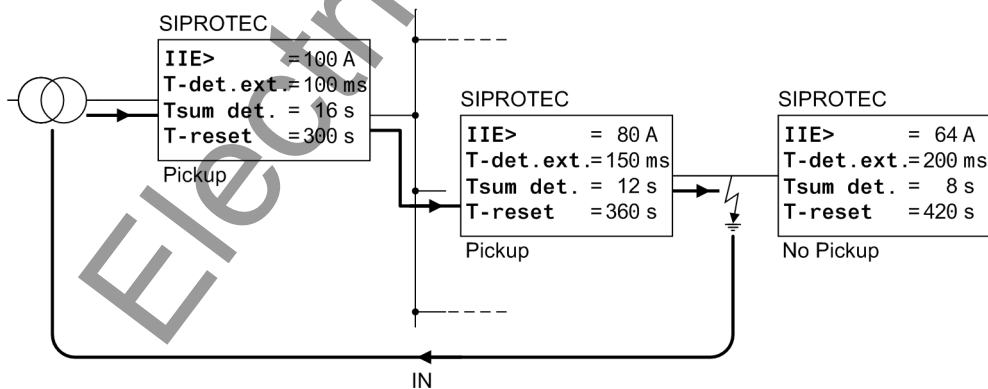 SIPROTEC
IIE> = 100 A
T-det.ext. = 100 ms
Tsum det. = 16 s
T-reset = 300 s
Pickup
SIPROTEC
IIE> = 80 A
T-det.ext. = 150 ms
Tsum det. = 12 s
T-reset = 360 s
Pickup
SIPROTEC
IIE> = 64 A
T-det.ext. = 200 ms
Tsum det. = 8 s
T-reset = 420 s
No Pickup
IN
Electr